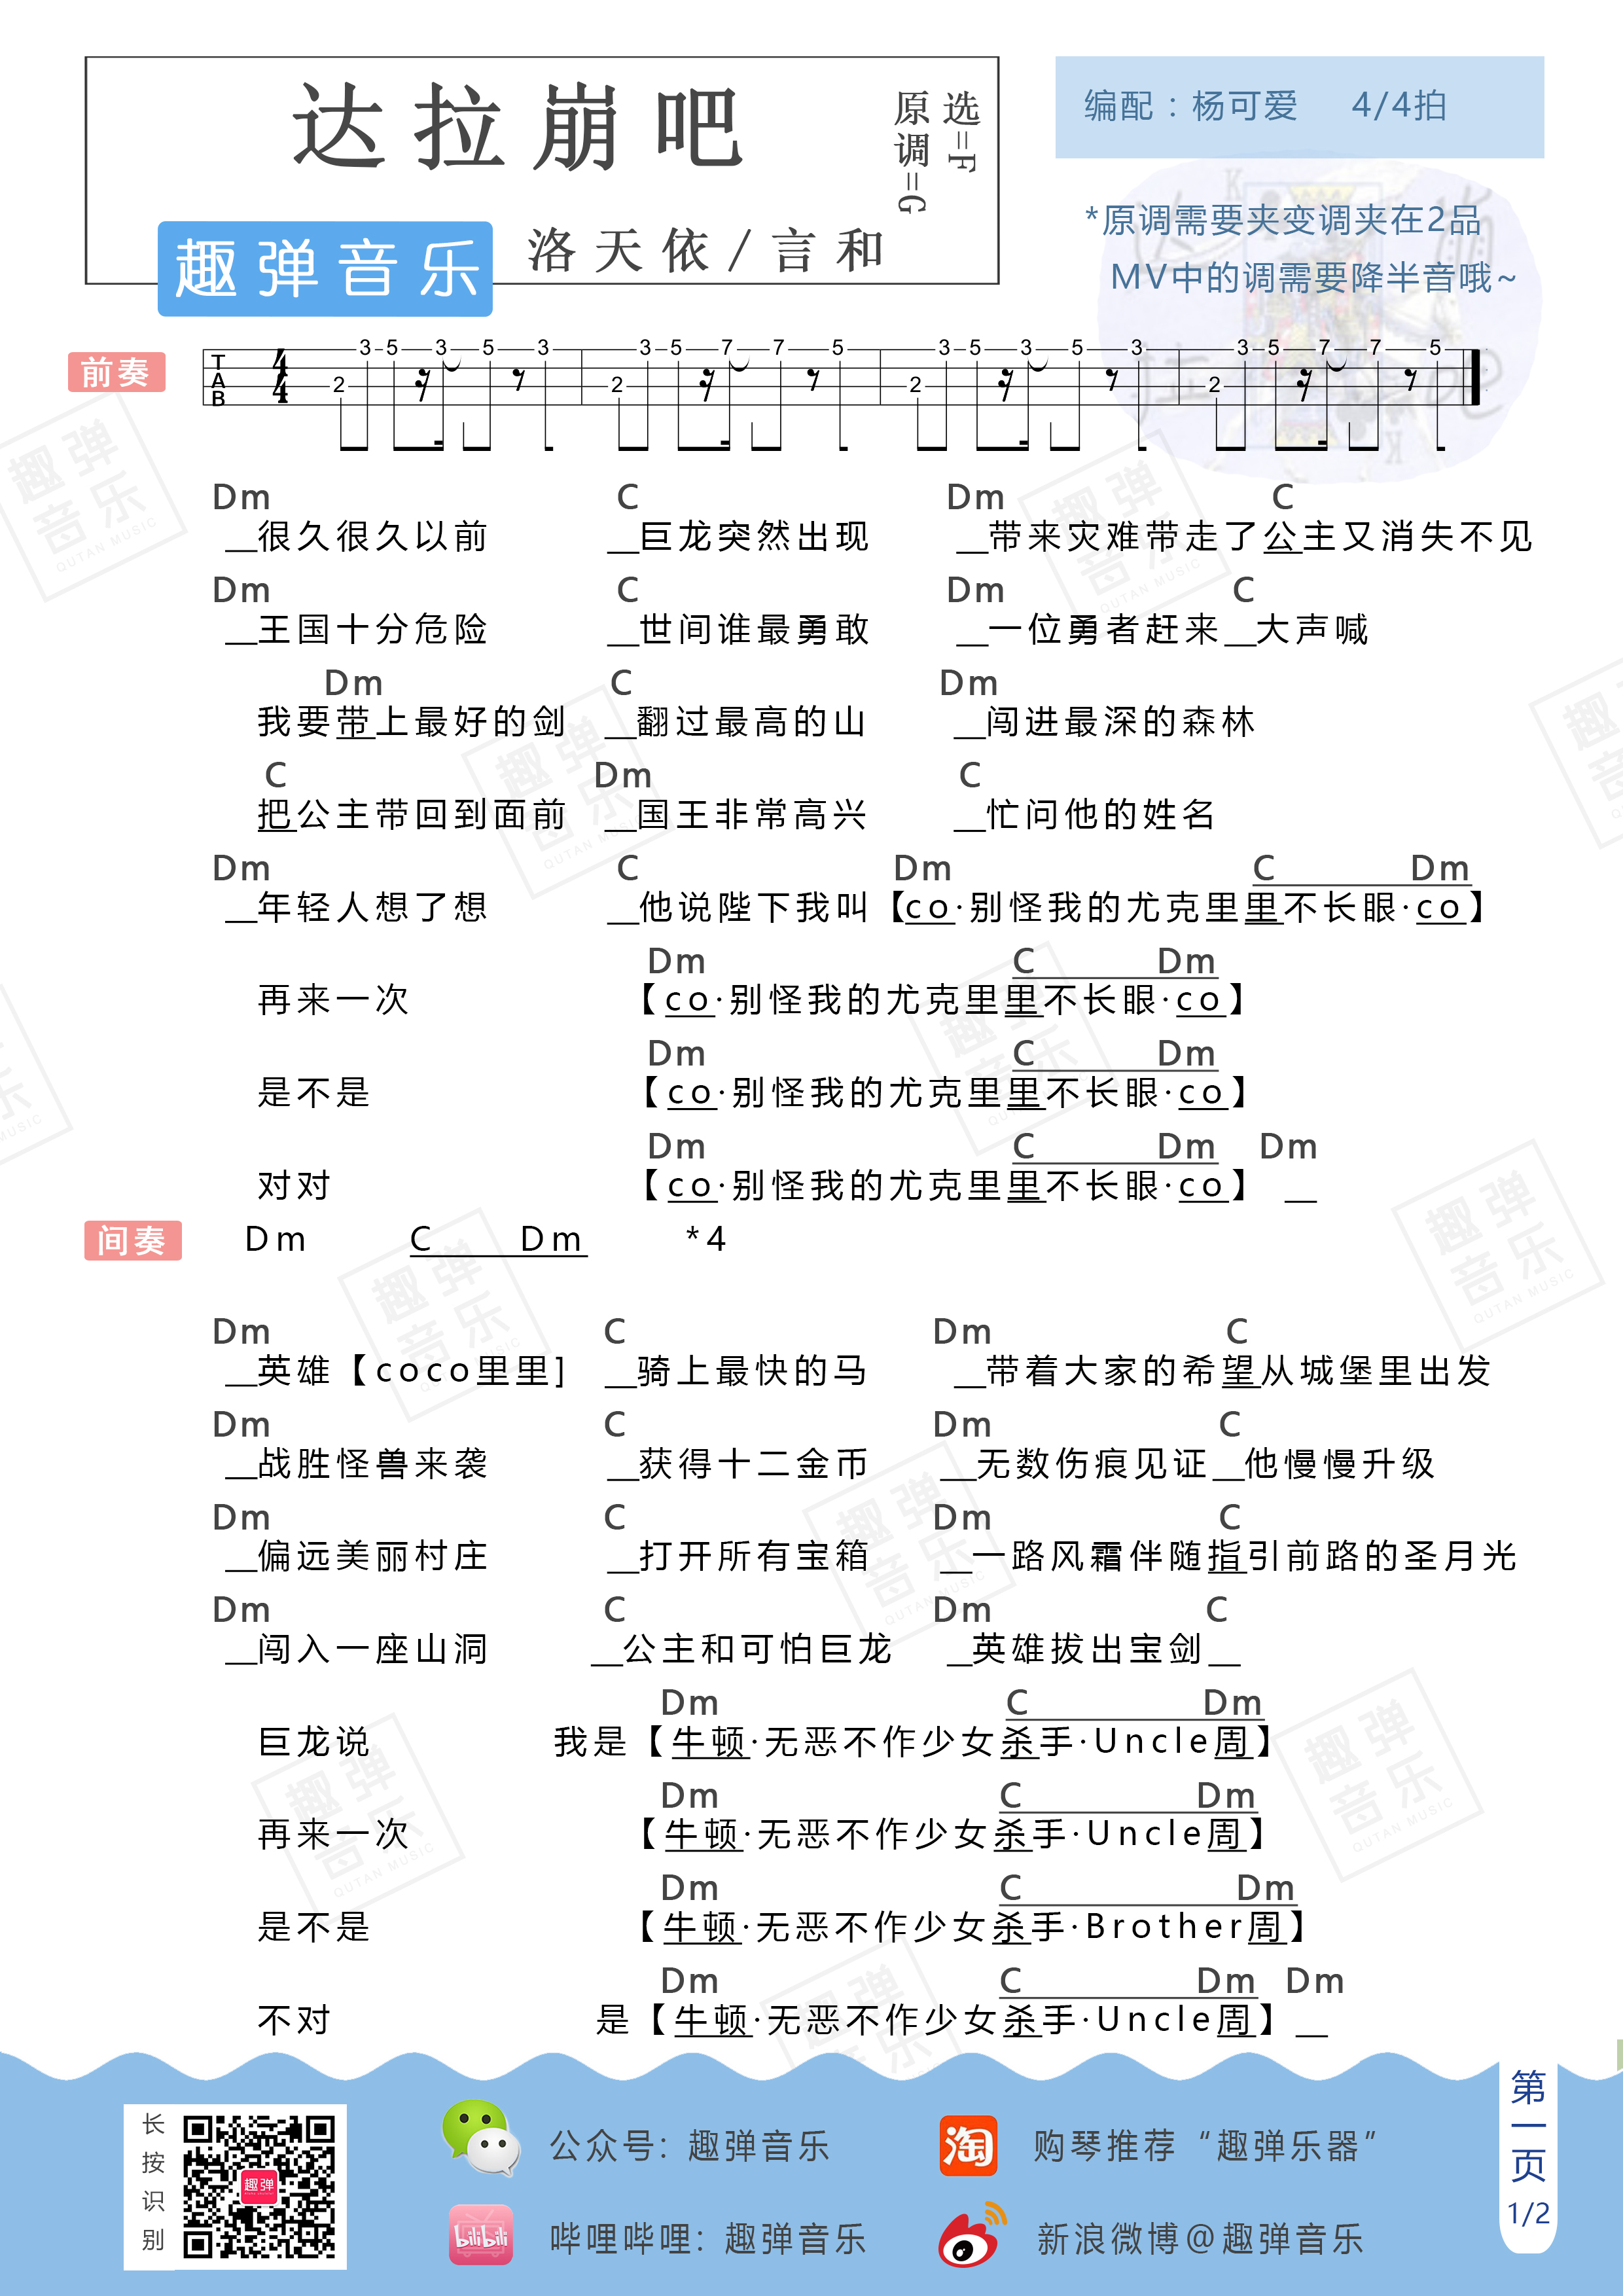 达拉崩吧
原调=G
选=F
洛天依/言和
趣弹音乐
编配：杨可爱 4/4拍
*原调需要夹变调夹在2品
MV中的调需要降半音哦~
前奏
T A B 4/4
3 5 3 5 3 3 5 7 7 5 3 5 3 5 3 3 5 7 7 5
2 2 2 2
Dm C Dm C
__很久很久以前 __巨龙突然出现 __带来灾难带走了公主又消失不见
Dm C Dm C
__王国十分危险 __世间谁最勇敢 __一位勇者赶来__大声喊
Dm C Dm
我要带上最好的剑 __翻过最高的山 __闯进最深的森林
C Dm C
把公主带回到面前 __国王非常高兴 __忙问他的姓名
Dm C Dm C Dm
__年轻人想了想 __他说陛下我叫【co·别怪我的尤克里里不长眼·co】
Dm C Dm
再来一次 【co·别怪我的尤克里里不长眼·co】
Dm C Dm
是不是 【co·别怪我的尤克里里不长眼·co】
Dm C Dm Dm
对对 【co·别怪我的尤克里里不长眼·co】 __
间奏 Dm C Dm *4
Dm C Dm C
__英雄【coco里里] __骑上最快的马 __带着大家的希望从城堡里出发
Dm C Dm C
__战胜怪兽来袭 __获得十二金币 __无数伤痕见证__他慢慢升级
Dm C Dm C
__偏远美丽村庄 __打开所有宝箱 __一路风霜伴随指引前路的圣月光
Dm C Dm C
__闯入一座山洞 __公主和可怕巨龙 __英雄拔出宝剑__
Dm C Dm
巨龙说 我是【牛顿·无恶不作少女杀手·Uncle周】
Dm C Dm
再来一次 【牛顿·无恶不作少女杀手·Uncle周】
Dm C Dm
是不是 【牛顿·无恶不作少女杀手·Brother周】
Dm C Dm Dm
不对 是【牛顿·无恶不作少女杀手·Uncle周】__
长按识别
趣弹
公众号：趣弹音乐
淘 购琴推荐“趣弹乐器”
bilibili 哔哩哔哩：趣弹音乐
新浪微博@趣弹音乐
第一页
1/2
趣弹音乐
QUTAN MUSIC